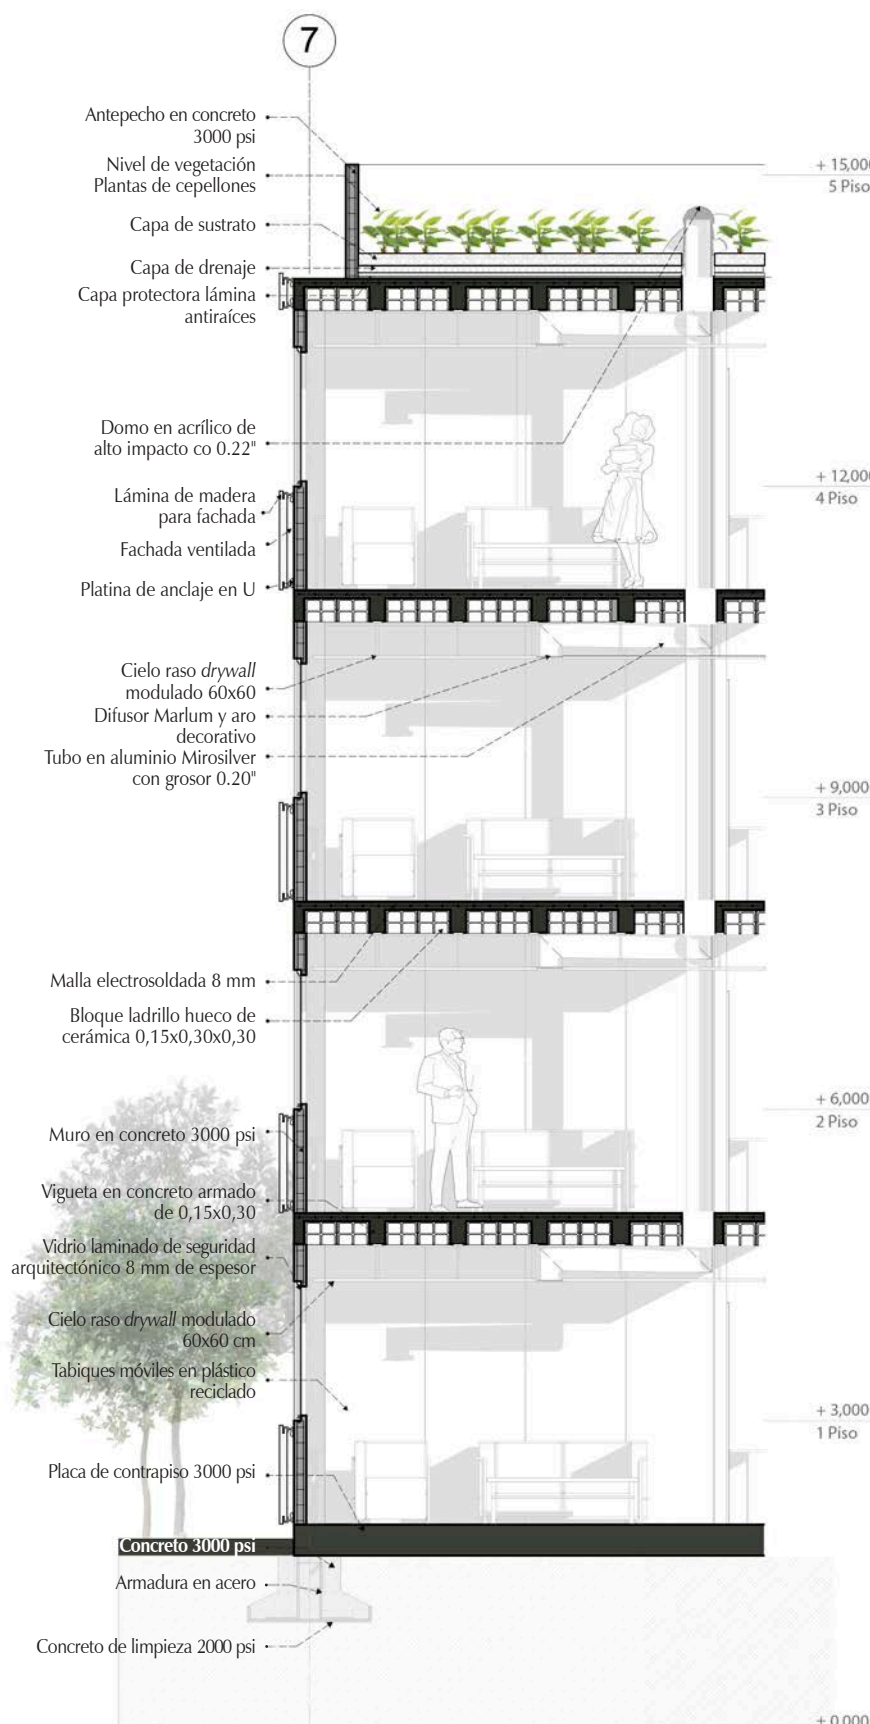 7
Antepecho en concreto
3000 psi
Nivel de vegetación
Plantas de cepellones
Capa de sustrato
Capa de drenaje
Capa protectora lámina
antiraíces
Domo en acrílico de
alto impacto co 0.22"
Lámina de madera
para fachada
Fachada ventilada
Platina de anclaje en U
Cielo raso drywall
modulado 60x60
Difusor Marlum y aro
decorativo
Tubo en aluminio Mirosilver
con grosor 0.20"
Malla electrosoldada 8 mm
Bloque ladrillo hueco de
cerámica 0,15x0,30x0,30
Muro en concreto 3000 psi
Vigueta en concreto armado
de 0,15x0,30
Vidrio laminado de seguridad
arquitectónico 8 mm de espesor
Cielo raso drywall modulado
60x60 cm
Tabiques móviles en plástico
reciclado
Placa de contrapiso 3000 psi
Concreto 3000 psi
Armadura en acero
Concreto de limpieza 2000 psi
+ 15,000
5 Piso
+ 12,000
4 Piso
+ 9,000
3 Piso
+ 6,000
2 Piso
+ 3,000
1 Piso
+ 0,000